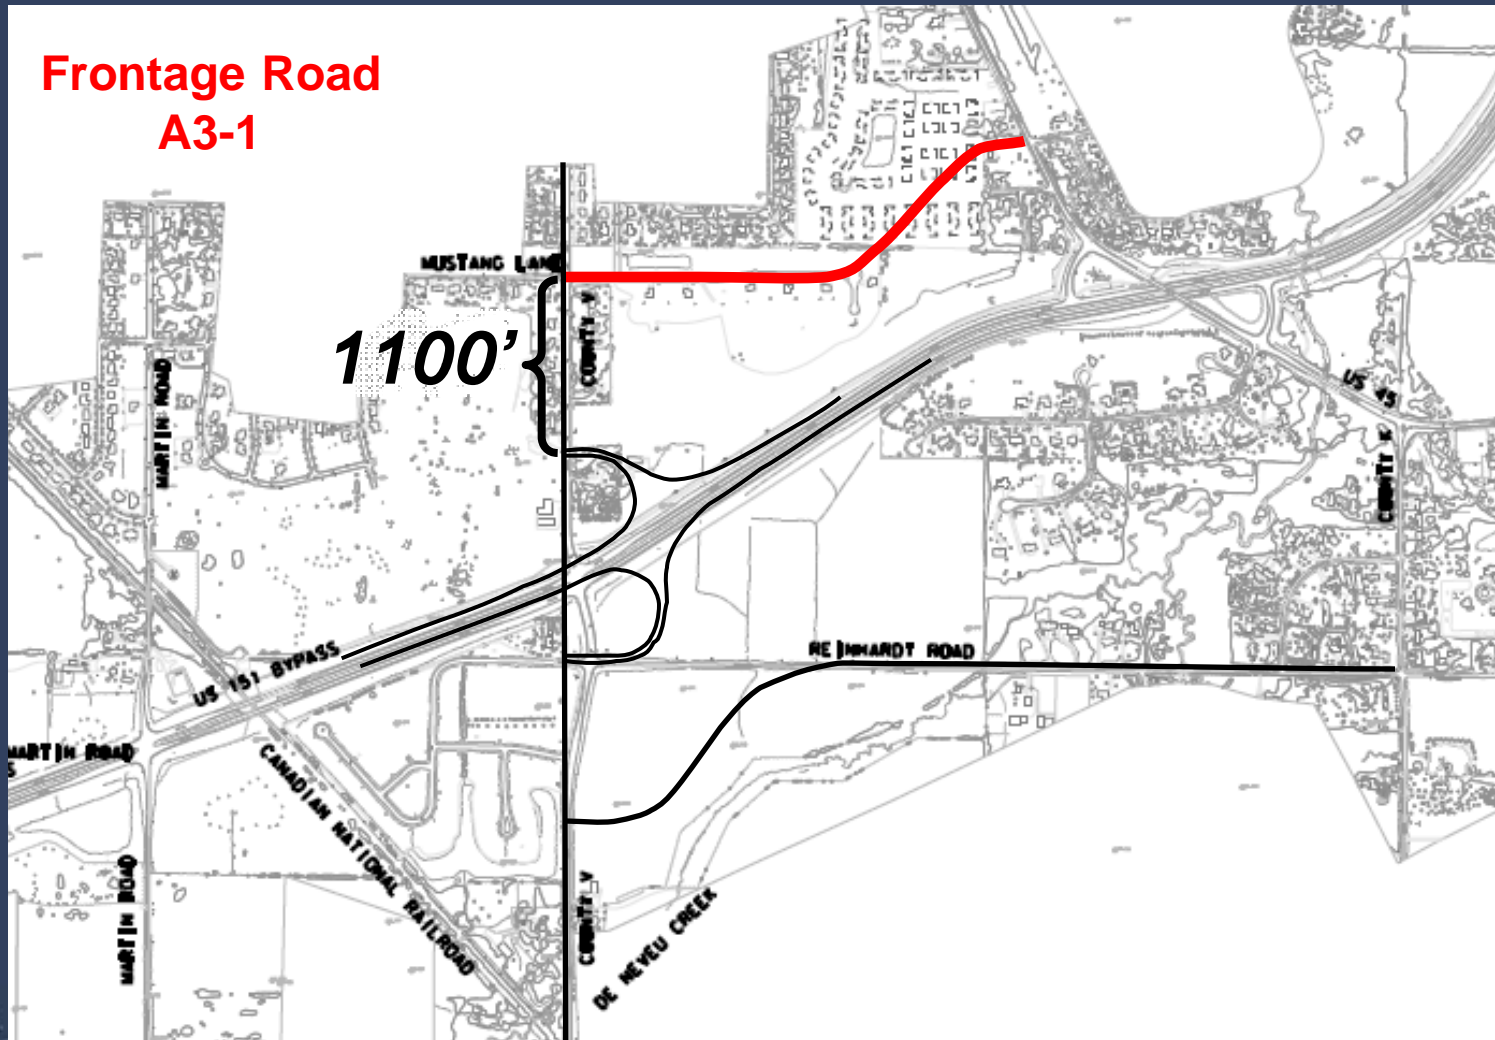 Frontage Road
A3-1
MUSTANG LANE
1100’
COUNTY V
MARTIN ROAD
US 45
COUNTY K
REINHARDT ROAD
US 151 BYPASS
MARTIN ROAD
CANADIAN NATIONAL RAILROAD
MARTIN ROAD
COUNTY V
DE NEVEU CREEK